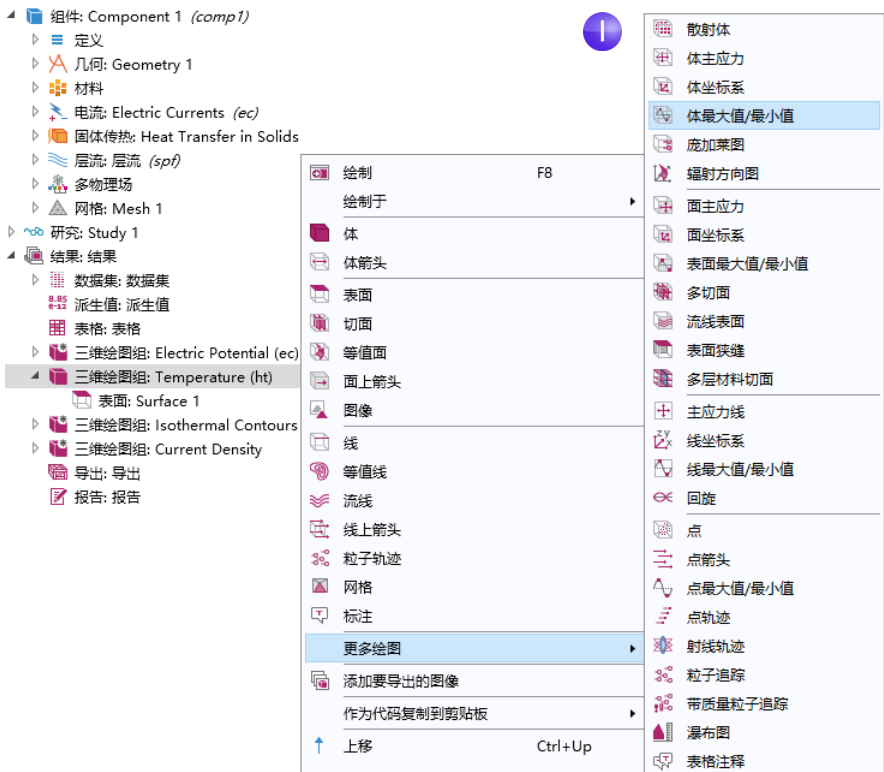 组件: Component 1 (comp1)
定义
几何: Geometry 1
材料
电流: Electric Currents (ec)
固体传热: Heat Transfer in Solids
层流: 层流 (spf)
多物理场
网格: Mesh 1
研究: Study 1
结果: 结果
数据集: 数据集
8.85
e-12
派生值: 派生值
表格: 表格
三维绘图组: Electric Potential (ec)
三维绘图组: Temperature (ht)
表面: Surface 1
三维绘图组: Isothermal Contours
三维绘图组: Current Density
导出: 导出
报告: 报告
绘制 F8
绘制于
体
体箭头
表面
切面
等值面
面上箭头
图像
线
等值线
流线
线上箭头
粒子轨迹
网格
标注
更多绘图
添加要导出的图像
作为代码复制到剪贴板
上移 Ctrl+Up
I
散射体
体主应力
体坐标系
体最大值/最小值
庞加莱图
辐射方向图
面主应力
面坐标系
表面最大值/最小值
多切面
流线表面
表面狭缝
多层材料切面
主应力线
线坐标系
线最大值/最小值
回旋
点
点箭头
点最大值/最小值
点轨迹
射线轨迹
粒子追踪
带质量粒子追踪
瀑布图
表格注释